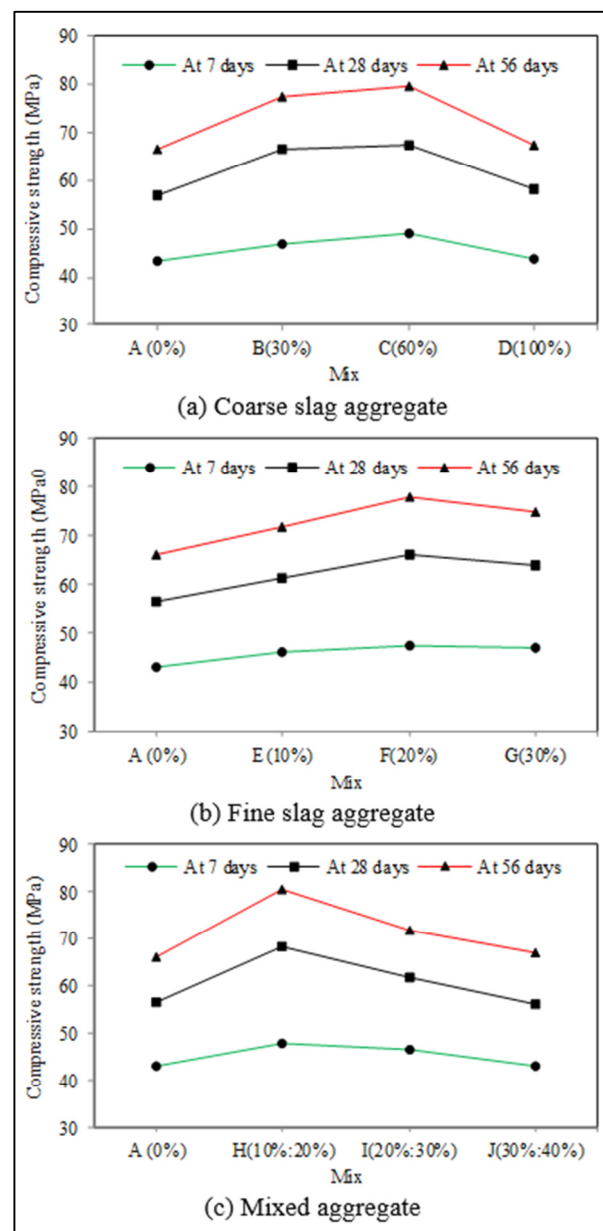 At 7 days At 28 days At 56 days
Compressive strength (MPa)
90
80
70
60
50
40
30
A (0%) B(30%) C(60%) D(100%)
Mix
(a) Coarse slag aggregate
At 7 days At 28 days At 56 days
Compressive strength (MPa0
90
80
70
60
50
40
30
A (0%) E (10%) F(20%) G(30%)
Mix
(b) Fine slag aggregate
At 7 days At 28 days At 56 days
Compressive strength (MPa)
90
80
70
60
50
40
30
A (0%) H(10%:20%) I(20%:30%) J(30%:40%)
Mix
(c) Mixed aggregate